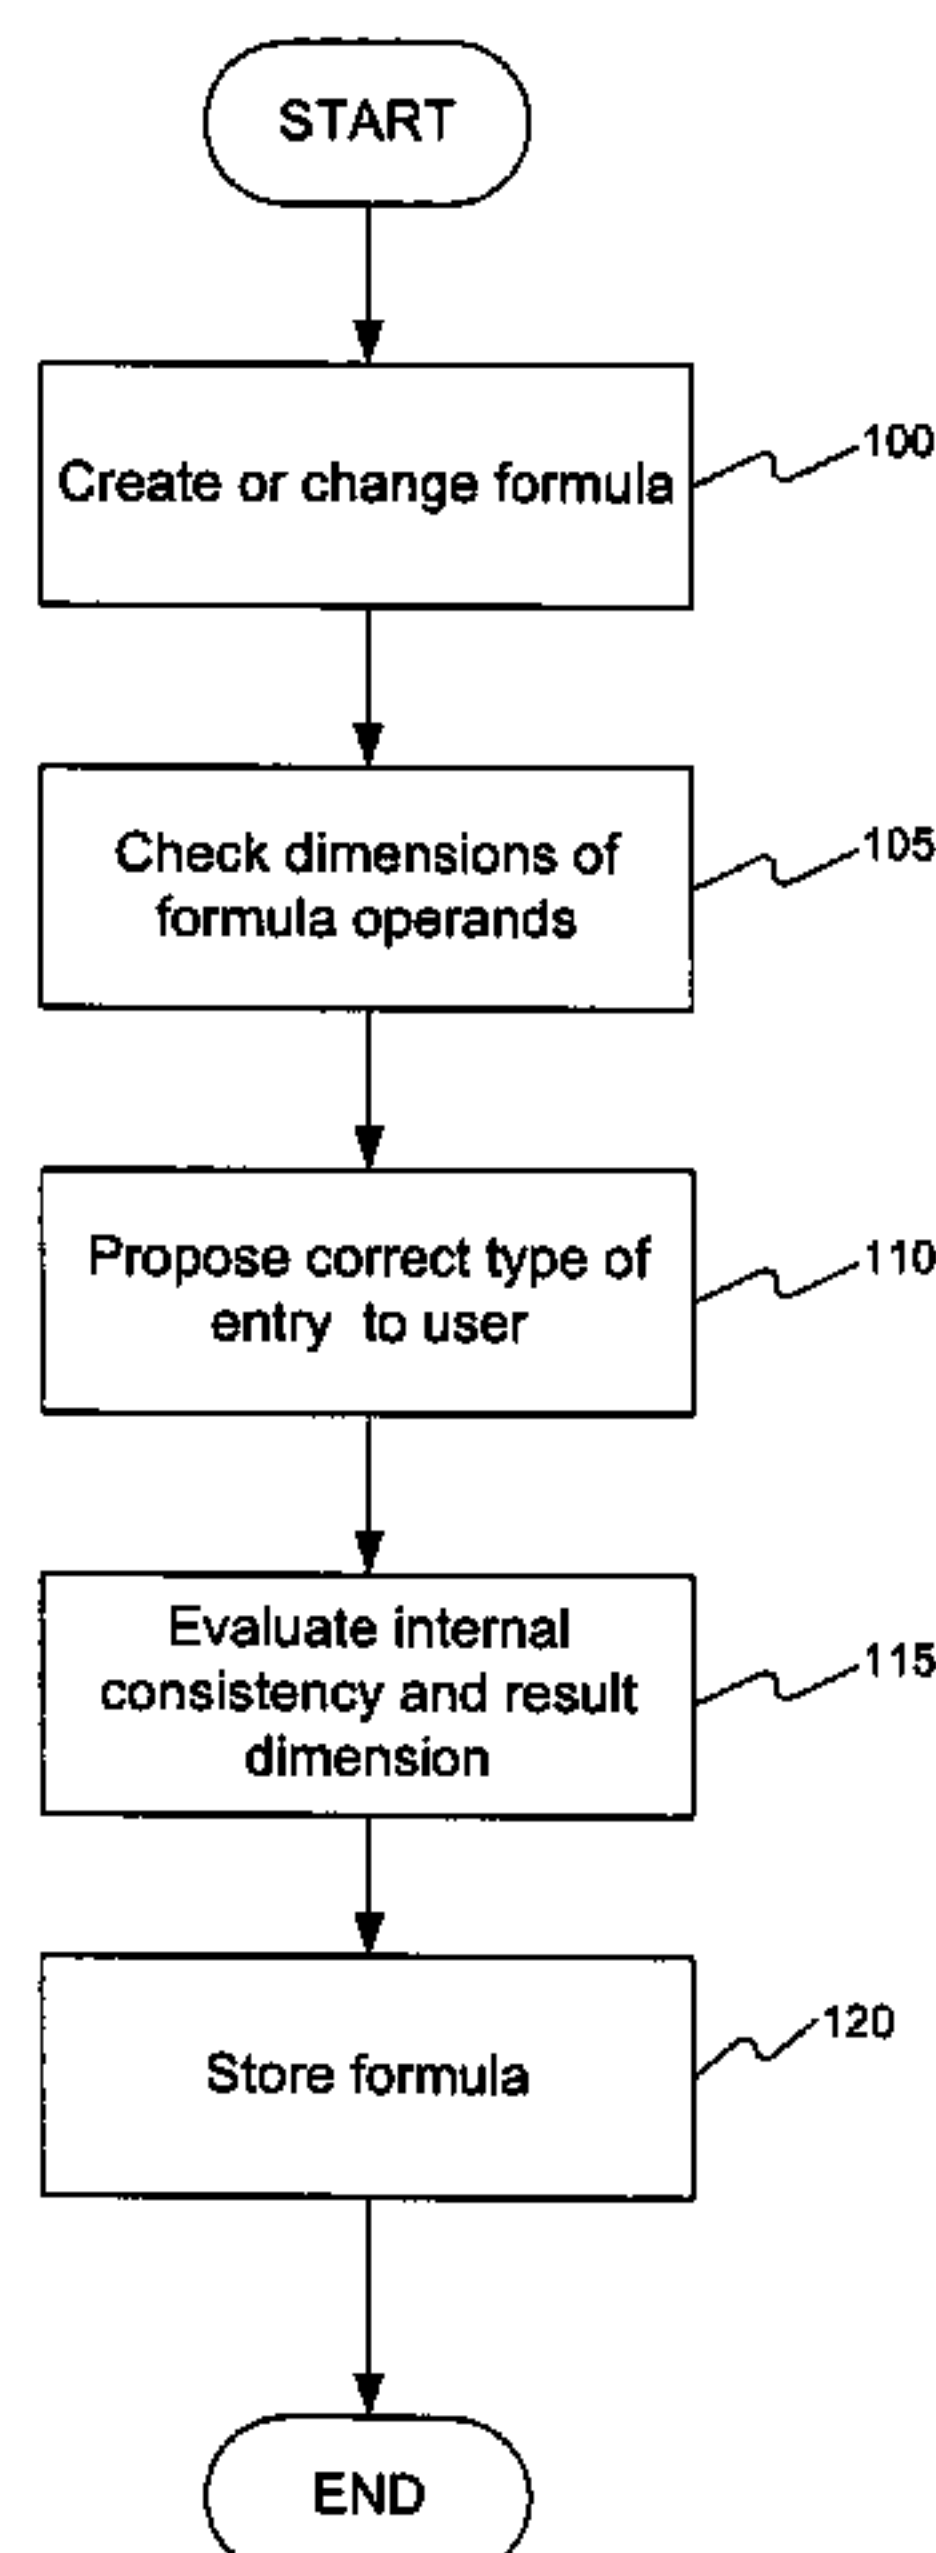 START
Create or change formula
100
Check dimensions of
formula operands
105
Propose correct type of
entry to user
110
Evaluate internal
consistency and result
dimension
115
Store formula
120
END